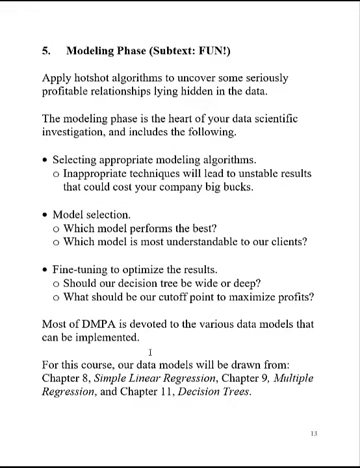 5. Modeling Phase (Subtext: FUN!)
Apply hotshot algorithms to uncover some seriously
profitable relationships lying hidden in the data.
The modeling phase is the heart of your data scientific
investigation, and includes the following.
• Selecting appropriate modeling algorithms.
o Inappropriate techniques will lead to unstable results
that could cost your company big bucks.
• Model selection.
o Which model performs the best?
o Which model is most understandable to our clients?
• Fine-tuning to optimize the results.
o Should our decision tree be wide or deep?
o What should be our cutoff point to maximize profits?
Most of DMPA is devoted to the various data models that
can be implemented.
For this course, our data models will be drawn from:
Chapter 8, Simple Linear Regression, Chapter 9, Multiple
Regression, and Chapter 11, Decision Trees.
13